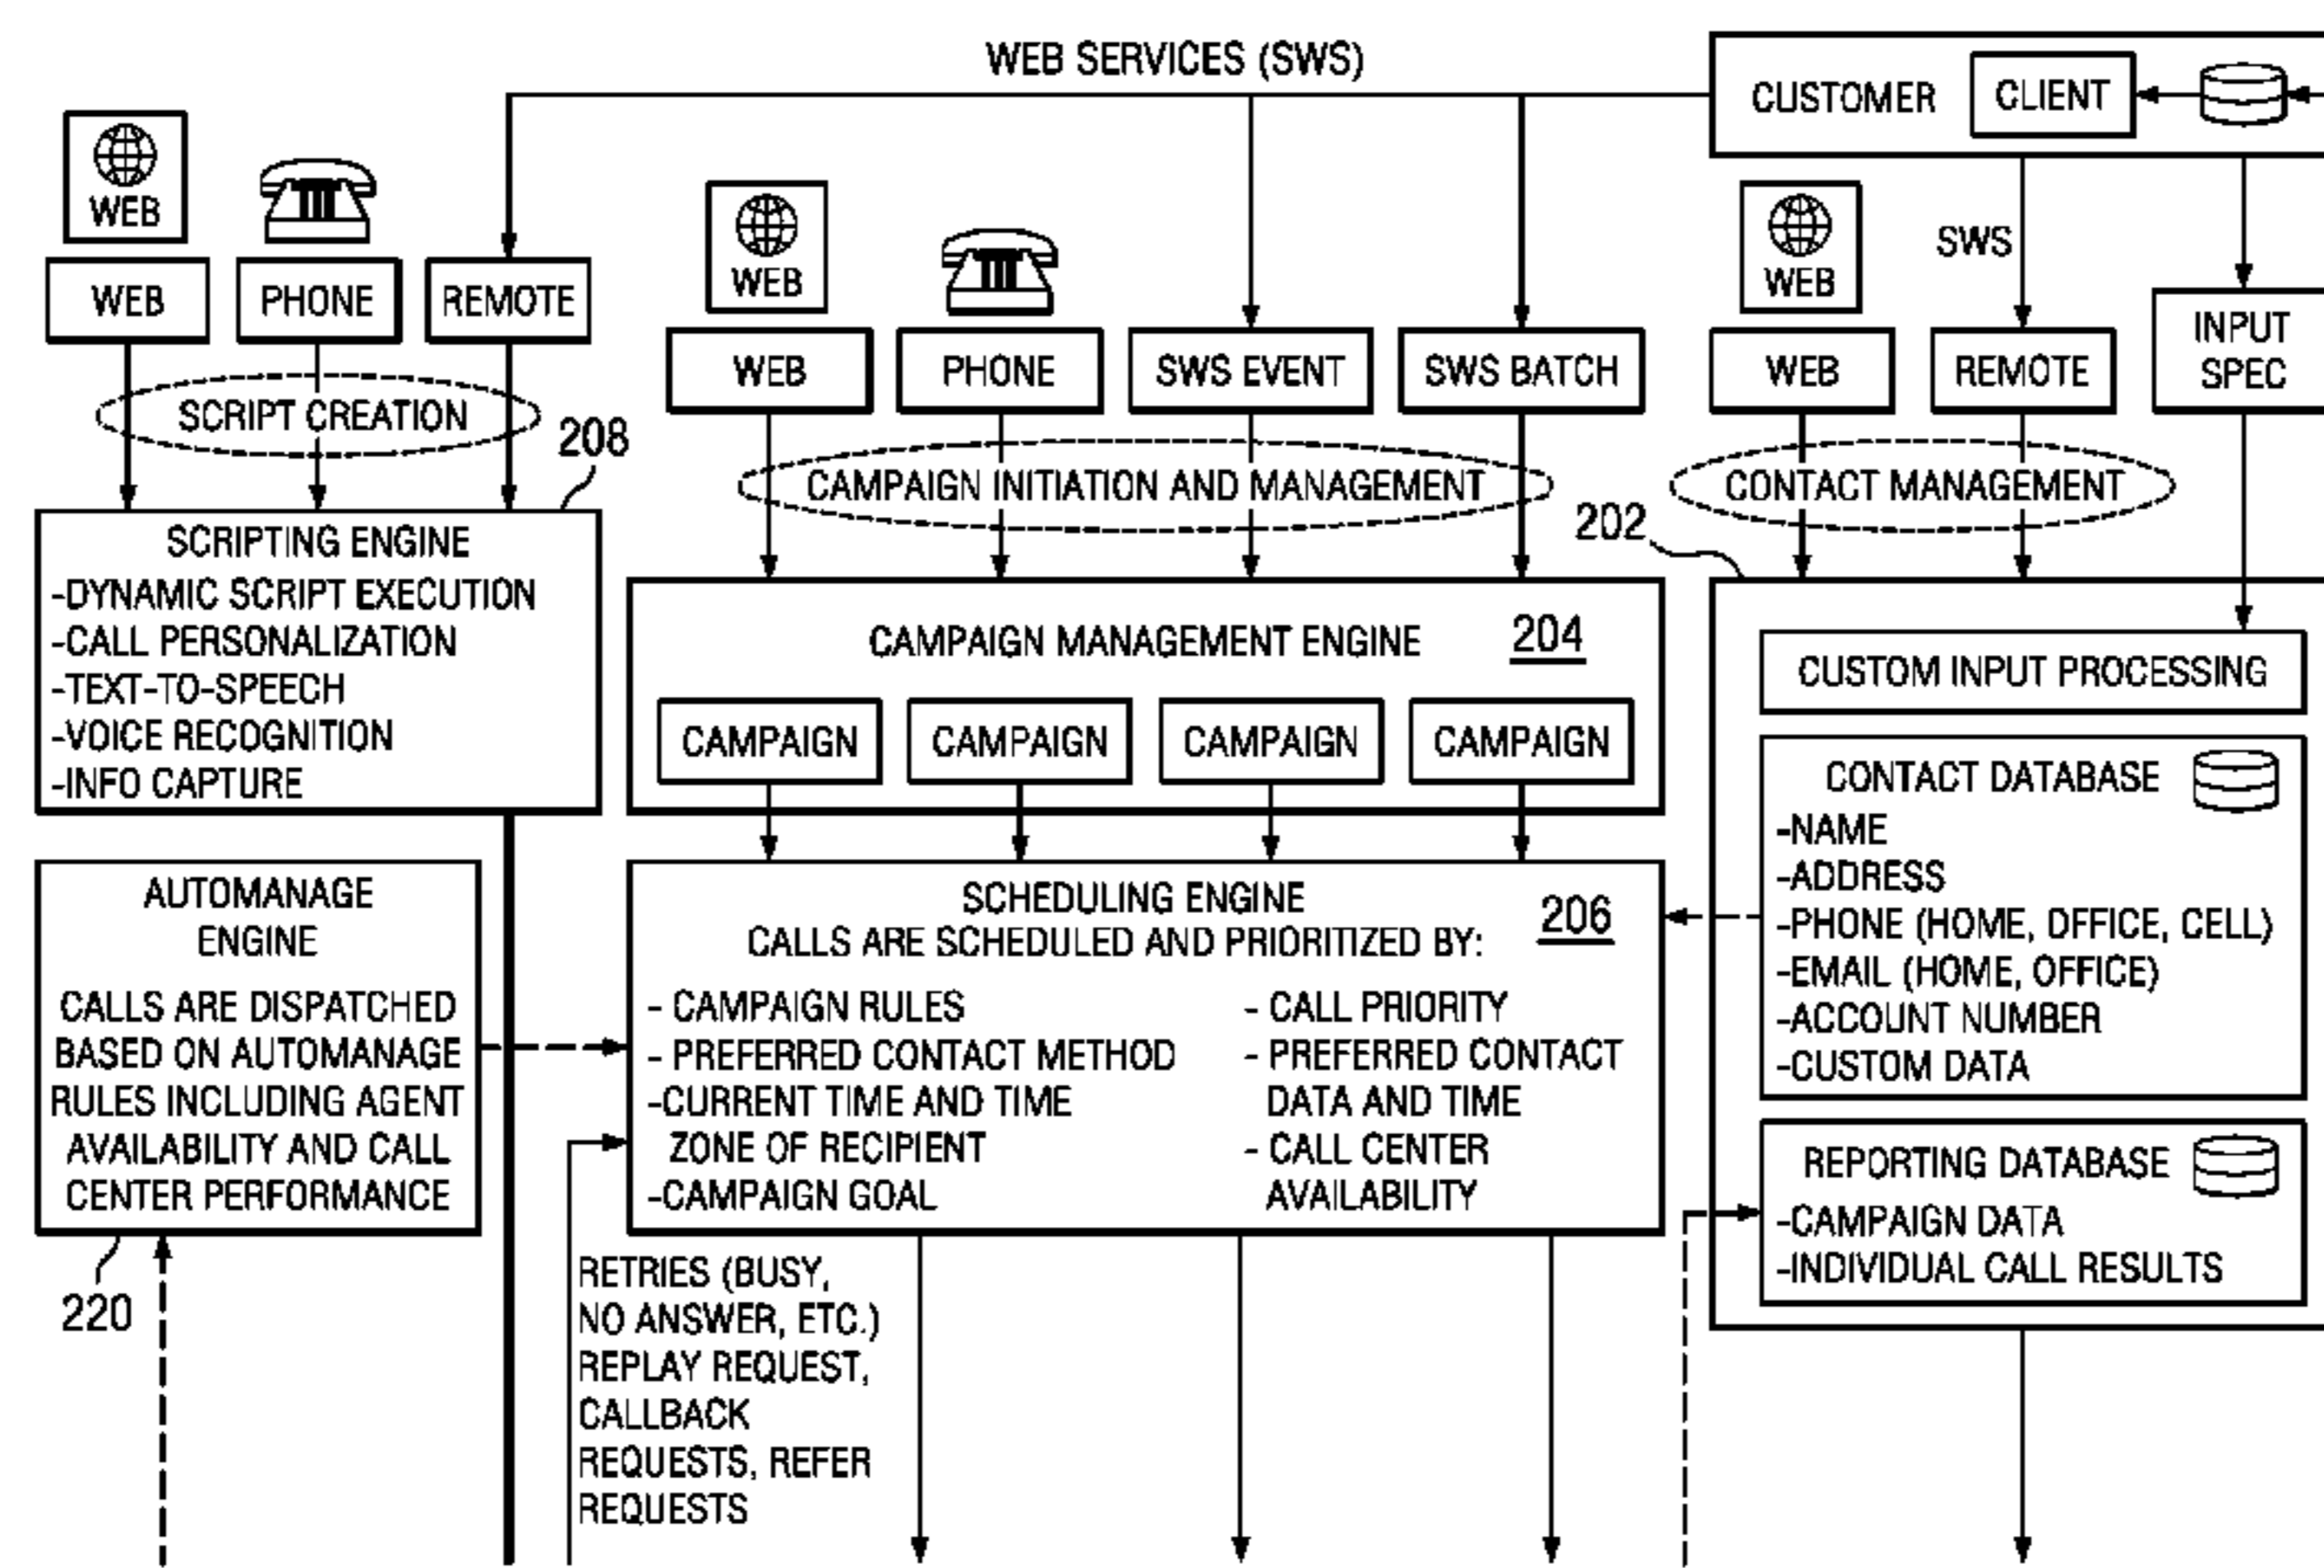 WEB SERVICES (SWS)
CUSTOMER
CLIENT
WEB
WEB
PHONE
REMOTE
SCRIPT CREATION
208
SCRIPTING ENGINE
-DYNAMIC SCRIPT EXECUTION
-CALL PERSONALIZATION
-TEXT-TO-SPEECH
-VOICE RECOGNITION
-INFO CAPTURE
WEB
WEB
PHONE
SWS EVENT
SWS BATCH
CAMPAIGN INITIATION AND MANAGEMENT
CAMPAIGN MANAGEMENT ENGINE
204
CAMPAIGN
CAMPAIGN
CAMPAIGN
CAMPAIGN
WEB
SWS
WEB
REMOTE
INPUT
SPEC
CONTACT MANAGEMENT
202
CUSTOM INPUT PROCESSING
CONTACT DATABASE
-NAME
-ADDRESS
-PHONE (HOME, OFFICE, CELL)
-EMAIL (HOME, OFFICE)
-ACCOUNT NUMBER
-CUSTOM DATA
REPORTING DATABASE
-CAMPAIGN DATA
-INDIVIDUAL CALL RESULTS
AUTOMANAGE
ENGINE
CALLS ARE DISPATCHED
BASED ON AUTOMANAGE
RULES INCLUDING AGENT
AVAILABILITY AND CALL
CENTER PERFORMANCE
220
SCHEDULING ENGINE
206
CALLS ARE SCHEDULED AND PRIORITIZED BY:
- CAMPAIGN RULES
- PREFERRED CONTACT METHOD
-CURRENT TIME AND TIME
ZONE OF RECIPIENT
-CAMPAIGN GOAL
- CALL PRIORITY
- PREFERRED CONTACT
DATA AND TIME
- CALL CENTER
AVAILABILITY
RETRIES (BUSY,
NO ANSWER, ETC.)
REPLAY REQUEST,
CALLBACK
REQUESTS, REFER
REQUESTS